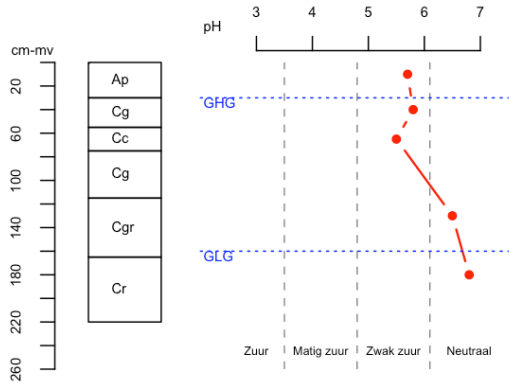 pH
3 4 5 6 7
cm-mv
20
60
100
140
180
220
260
Ap
Cg
Cc
Cg
Cgr
Cr
GHG
GLG
Zuur Matig zuur Zwak zuur Neutraal